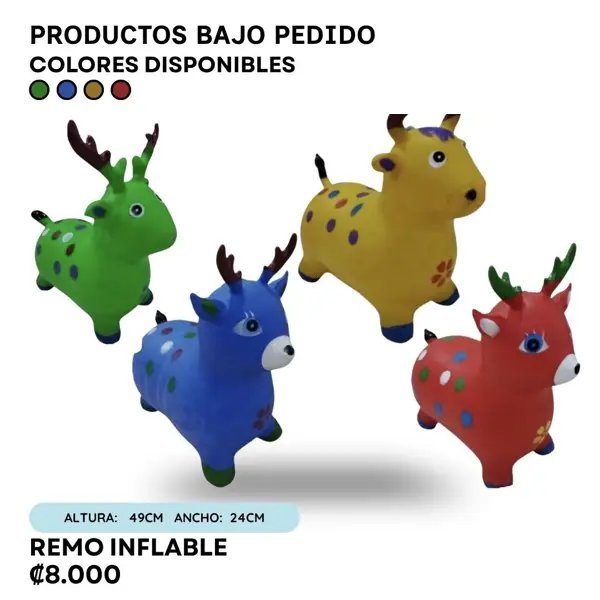 PRODUCTOS BAJO PEDIDO
COLORES DISPONIBLES
ALTURA: 49CM ANCHO: 24CM
REMO INFLABLE
₡8.000